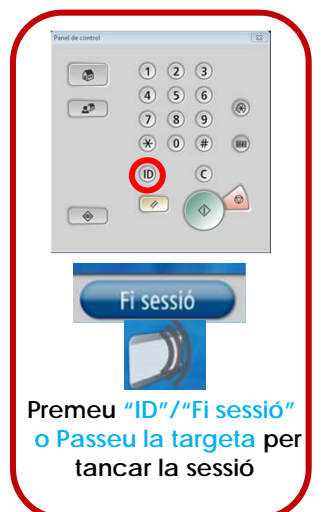 Panel de control
1 2 3
4 5 6
7 8 9
* 0 #
ID C
Fi sessió
Premeu “ID”/“Fi sessió”
o Passeu la targeta per
tancar la sessió